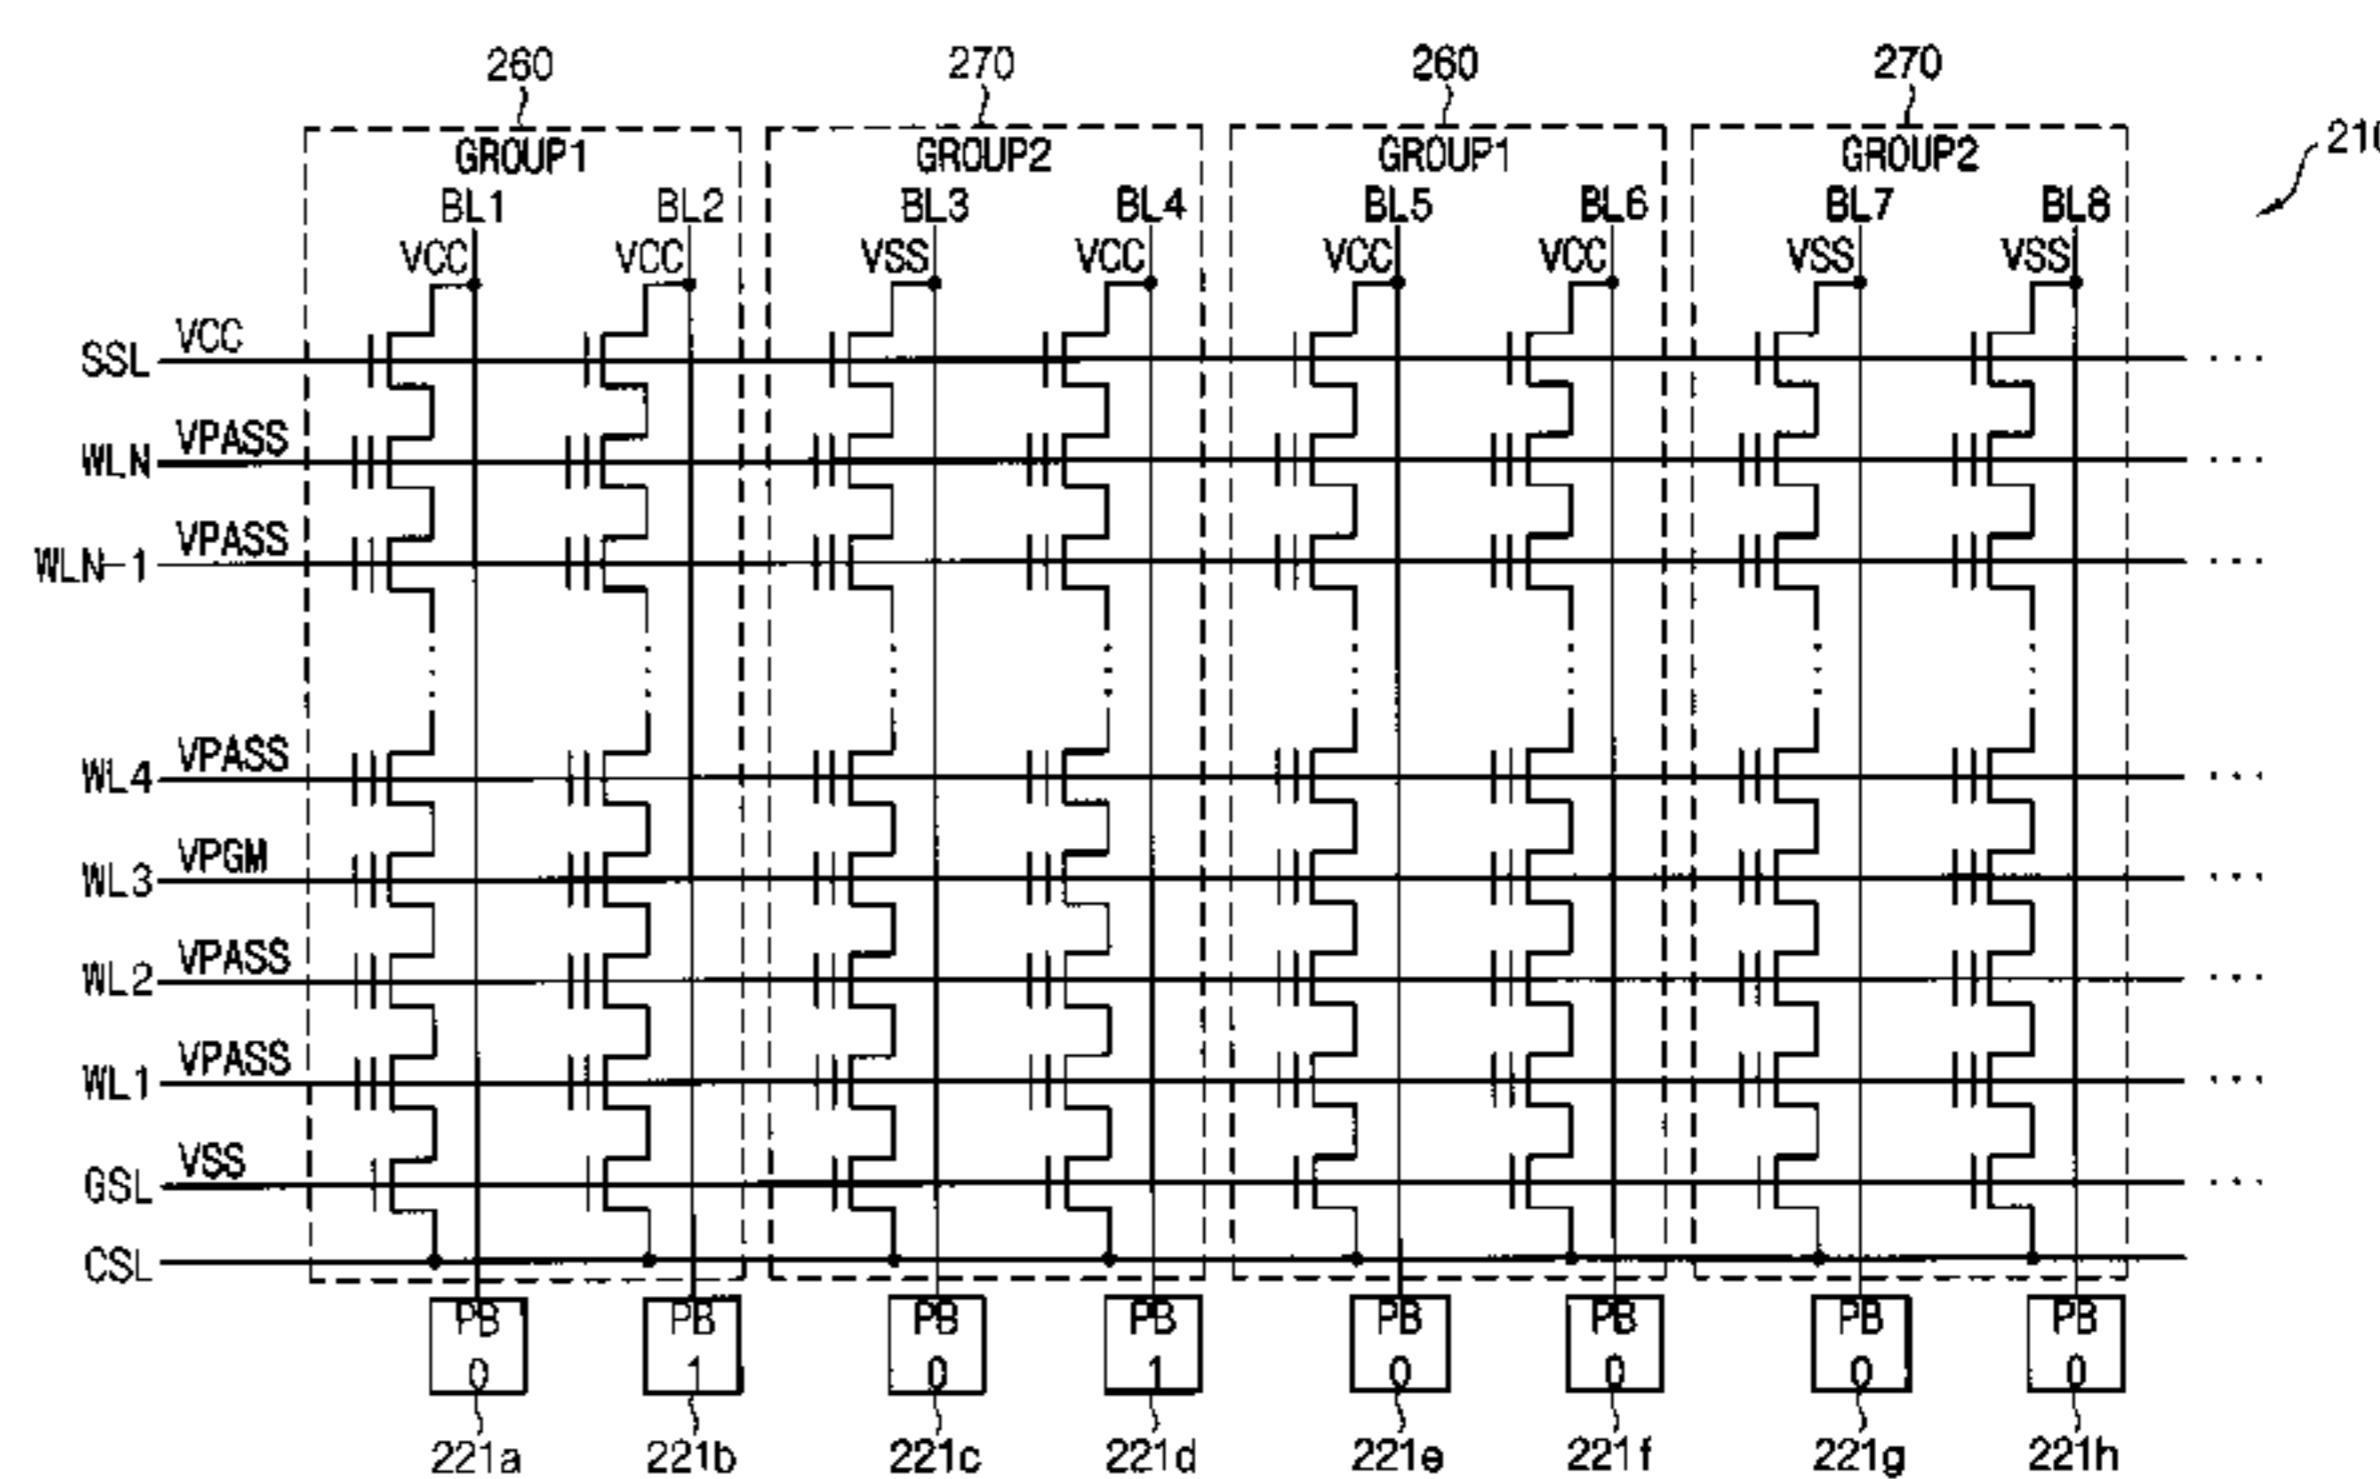 260 270 260 270
210
GROUP1 GROUP2 GROUP1 GROUP2
BL1 BL2 BL3 BL4 BL5 BL6 BL7 BL8
VCC VCC VSS VCC VCC VCC VSS VSS
SSL VCC
WLN VPASS
WLN-1 VPASS
WL4 VPASS
WL3 VPGM
WL2 VPASS
WL1 VPASS
GSL VSS
CSL
PB PB PB PB PB PB PB PB
0 1 0 1 0 0 0 0
221a 221b 221c 221d 221e 221f 221g 221h